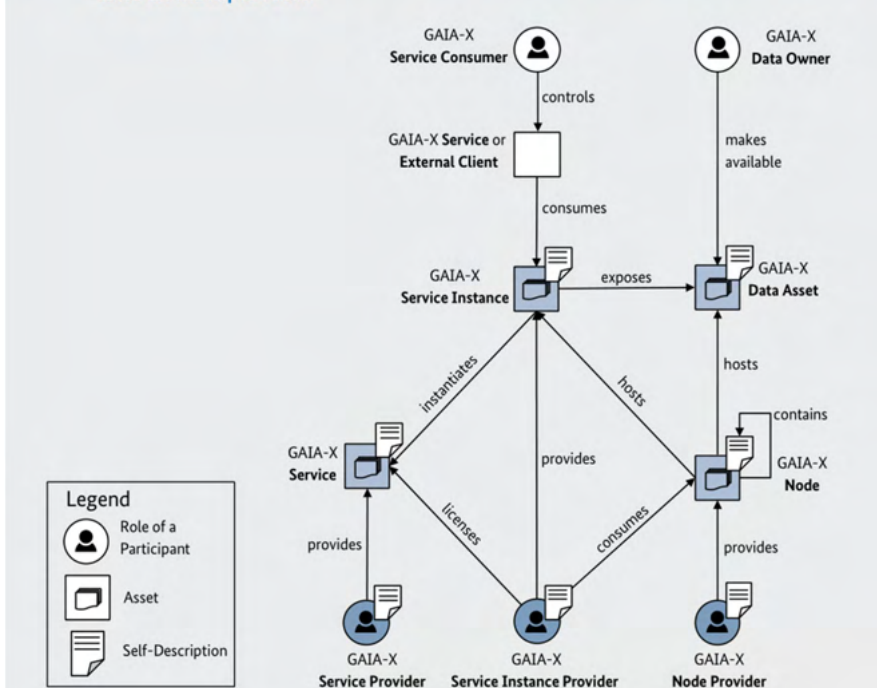 GAIA-X
Service Consumer
GAIA-X
Data Owner
controls
GAIA-X Service or
External Client
makes
available
consumes
GAIA-X
Service Instance
exposes
GAIA-X
Data Asset
instantiates
hosts
hosts
contains
GAIA-X
Service
provides
GAIA-X
Node
Legend
Role of a
Participant
Asset
Self-Description
provides
licenses
consumes
provides
GAIA-X
Service Provider
GAIA-X
Service Instance Provider
GAIA-X
Node Provider